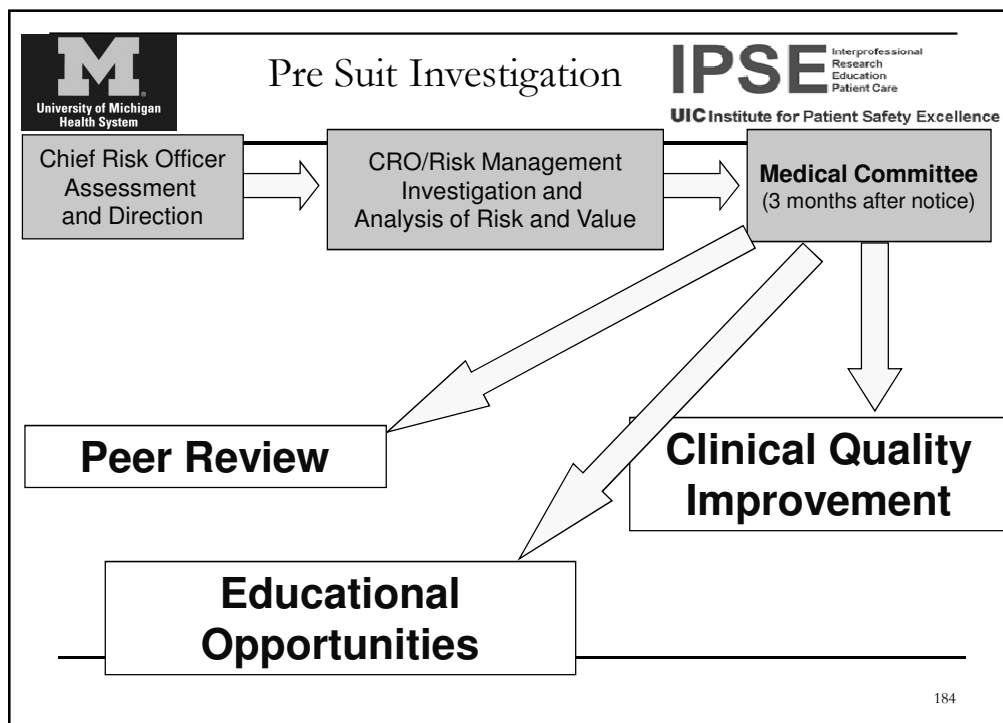 M
University of Michigan
Health System
Pre Suit Investigation
IPSE
Interprofessional
Research
Education
Patient Care
UIC Institute for Patient Safety Excellence
Chief Risk Officer
Assessment
and Direction
CRO/Risk Management
Investigation and
Analysis of Risk and Value
Medical Committee
(3 months after notice)
Peer Review
Clinical Quality
Improvement
Educational
Opportunities
184